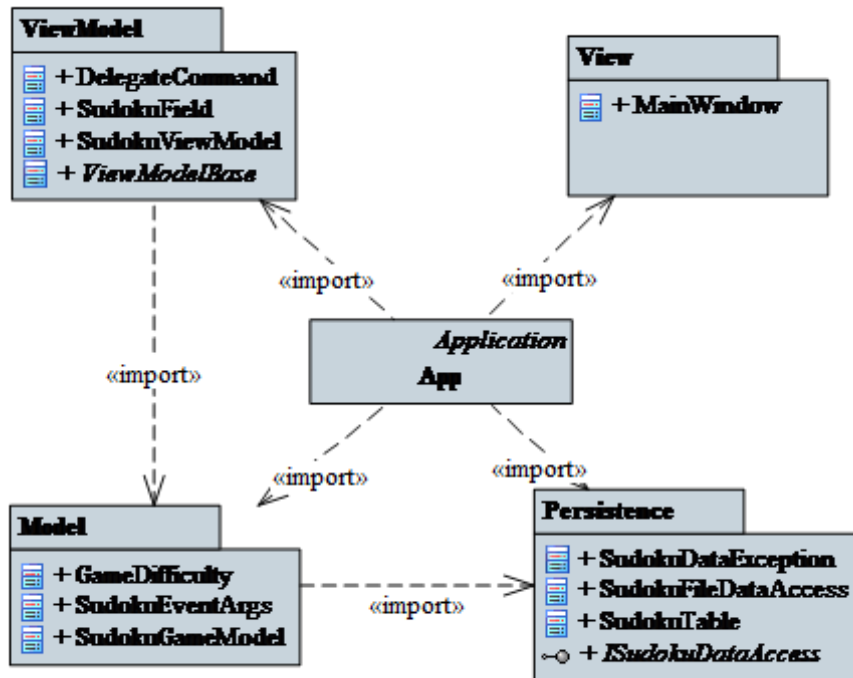 ViewModel
+ DelegateCommand
+ SudokuField
+ SudokuViewModel
+ ViewModelBase
View
+ MainWindow
«import»
«import»
Application
App
«import»
«import»
«import»
Model
+ GameDifficulty
+ SudokuEventArgs
+ SudokuGameModel
«import»
Persistence
+ SudokuDataException
+ SudokuFileDataAccess
+ SudokuTable
+ ISudokuDataAccess